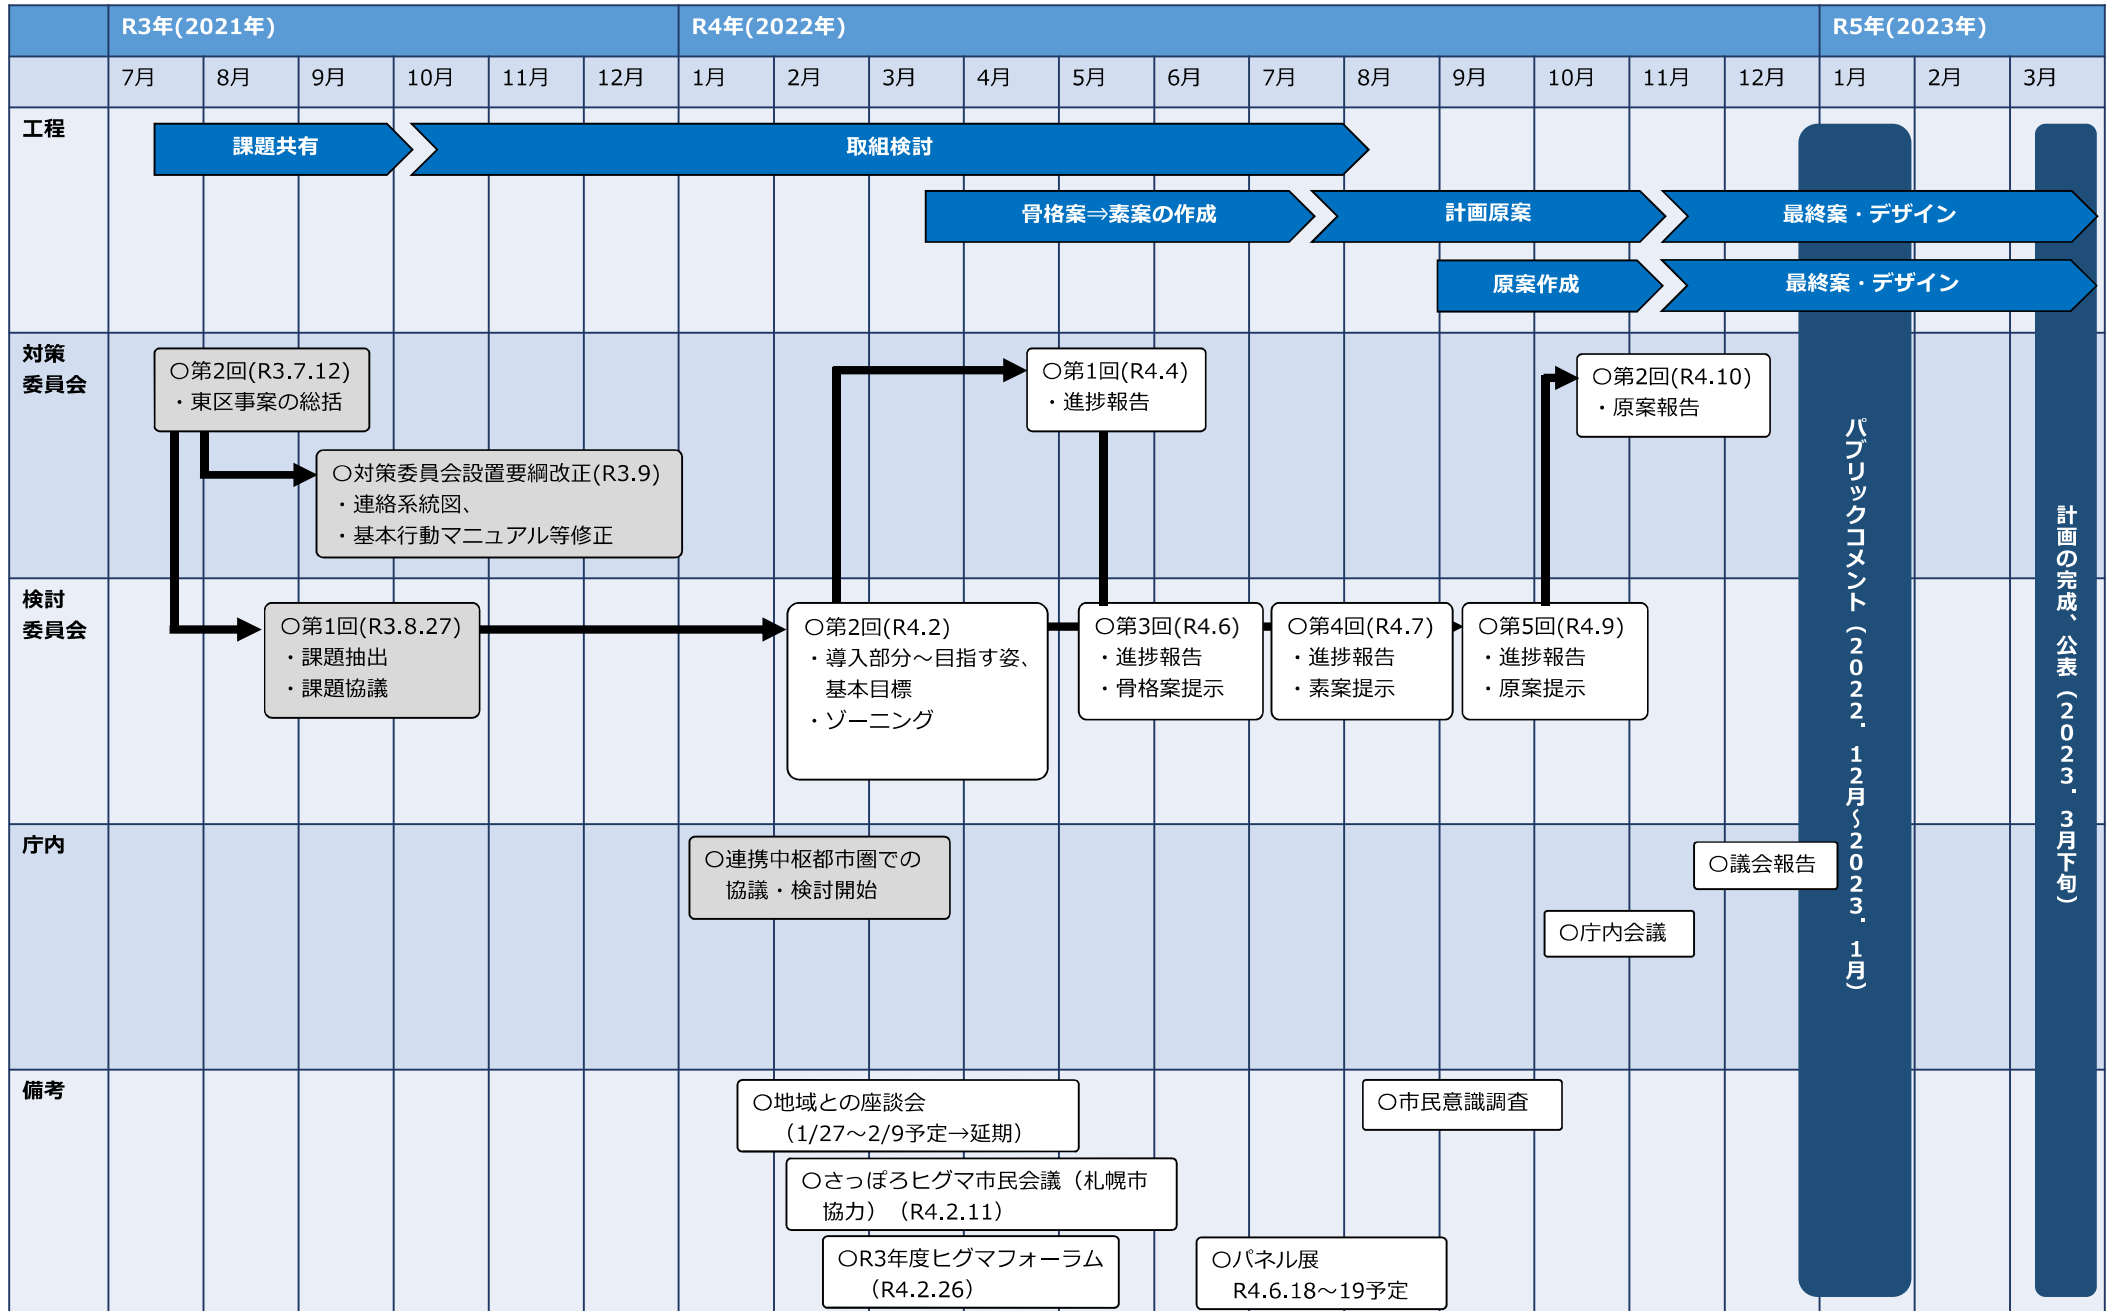 R3年(2021年)
R4年(2022年)
R5年(2023年)
7月
8月
9月
10月
11月
12月
1月
2月
3月
4月
5月
6月
7月
8月
9月
10月
11月
12月
1月
2月
3月
工程
課題共有
取組検討
骨格案⇒素案の作成
計画原案
最終案・デザイン
原案作成
最終案・デザイン
対策
委員会
〇第2回(R3.7.12)
・東区事案の総括
〇対策委員会設置要綱改正(R3.9)
・連絡系統図、
・基本行動マニュアル等修正
〇第1回(R4.4)
・進捗報告
〇第2回(R4.10)
・原案報告
検討
委員会
〇第1回(R3.8.27)
・課題抽出
・課題協議
〇第2回(R4.2)
・導入部分～目指す姿、
基本目標
・ゾーニング
〇第3回(R4.6)
・進捗報告
・骨格案提示
〇第4回(R4.7)
・進捗報告
・素案提示
〇第5回(R4.9)
・進捗報告
・原案提示
庁内
〇連携中枢都市圏での
協議・検討開始
〇議会報告
〇庁内会議
備考
〇地域との座談会
（1/27～2/9予定→延期）
〇さっぽろヒグマ市民会議（札幌市
協力）（R4.2.11）
〇R3年度ヒグマフォーラム
（R4.2.26）
〇市民意識調査
〇パネル展
R4.6.18～19予定
パブリックコメント（2022．12月～2023．1月）
計画の完成、公表（2023．3月下旬）